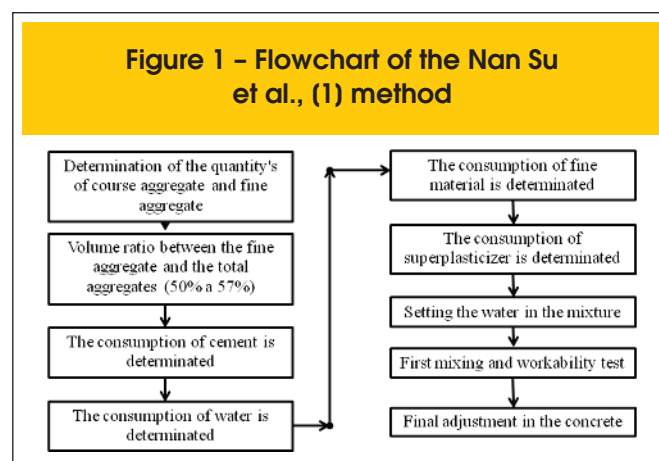 Figure 1 – Flowchart of the Nan Su
et al., (1) method
Determination of the quantity's
of course aggregate and fine
aggregate
Volume ratio between the fine
aggregate and the total
aggregates (50% a 57%)
The consumption of cement is
determinated
The consumption of water is
determinated
The consumption of fine
material is determinated
The consumption of
superplasticizer is determinated
Setting the water in the mixture
First mixing and workability test
Final adjustment in the concrete